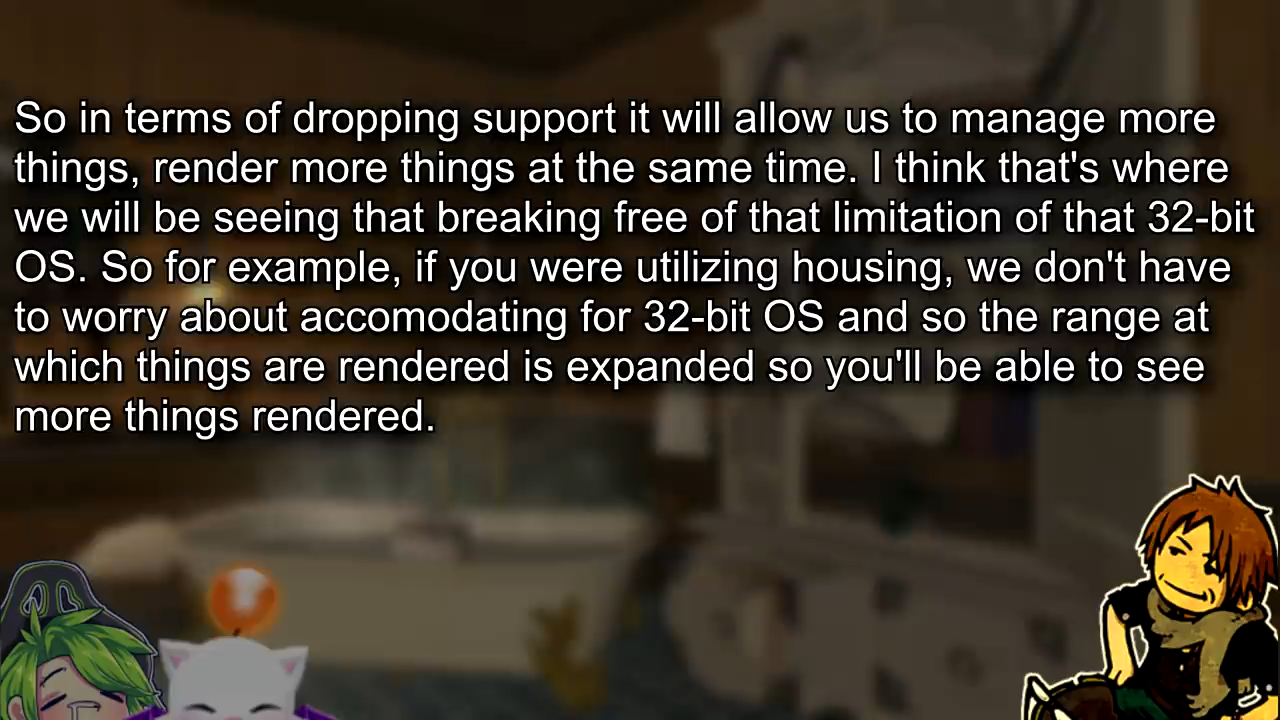 So in terms of dropping support it will allow us to manage more
things, render more things at the same time. I think that's where
we will be seeing that breaking free of that limitation of that 32-bit
OS. So for example, if you were utilizing housing, we don't have
to worry about accomodating for 32-bit OS and so the range at
which things are rendered is expanded so you'll be able to see
more things rendered.